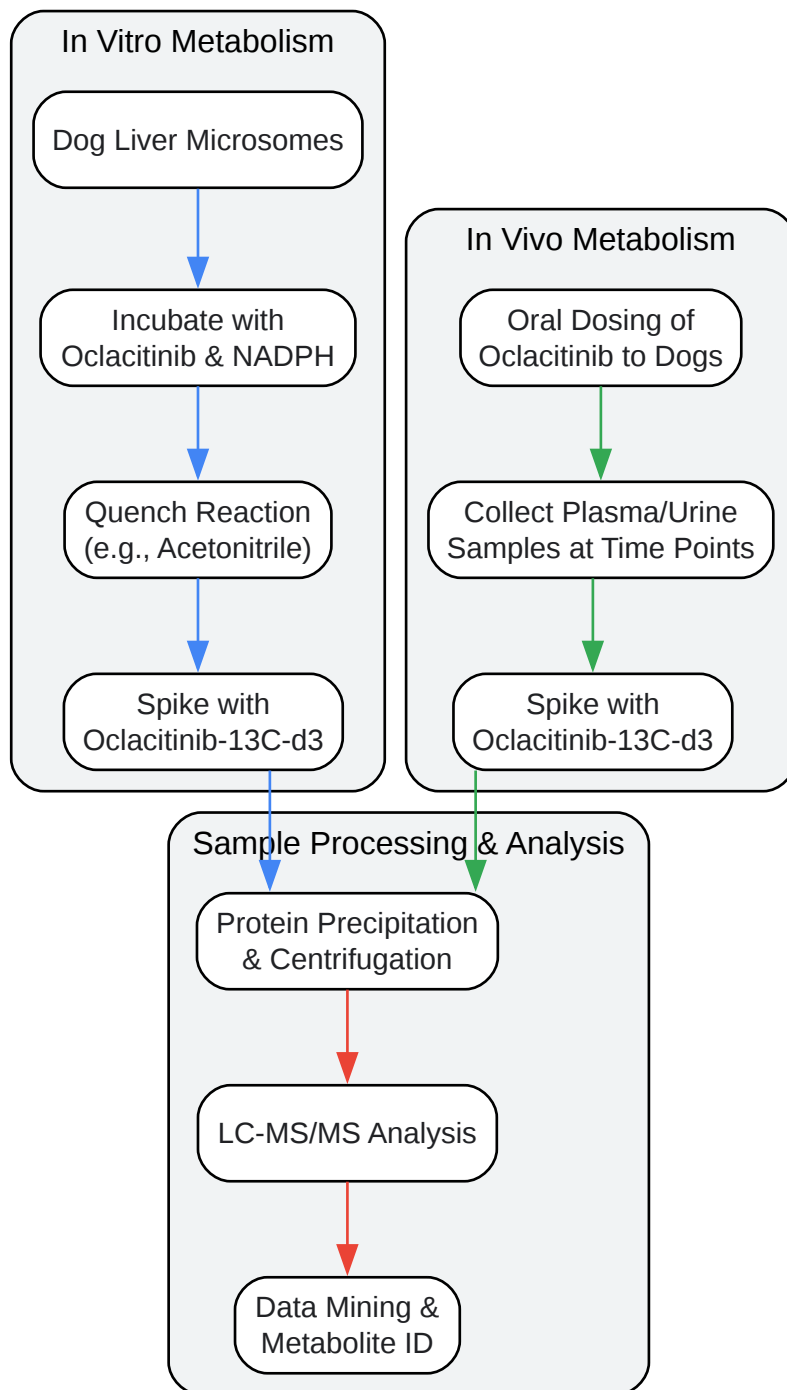 In Vitro Metabolism
Dog Liver Microsomes
Incubate with
Oclacitinib & NADPH
Quench Reaction
(e.g., Acetonitrile)
Spike with
Oclacitinib-13C-d3
In Vivo Metabolism
Oral Dosing of
Oclacitinib to Dogs
Collect Plasma/Urine
Samples at Time Points
Spike with
Oclacitinib-13C-d3
Sample Processing & Analysis
Protein Precipitation
& Centrifugation
LC-MS/MS Analysis
Data Mining &
Metabolite ID